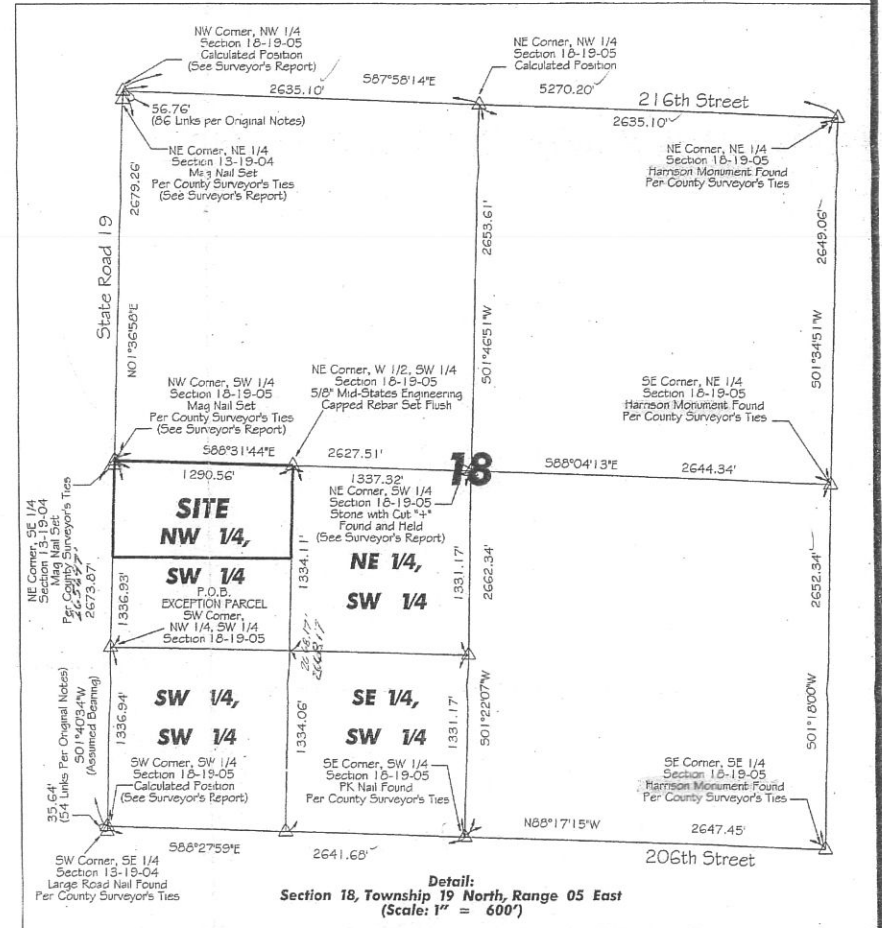 NW Corner, NW 1/4
Section 18-19-05
Calculated Position
(See Surveyor's Report)
NE Corner, NW 1/4
Section 18-19-05
Calculated Position
2635.10'
S87°58'14"E
5270.20'
216th Street
2635.10'
56.76'
(86 Links per Original Notes)
NE Corner, NE 1/4
Section 13-19-04
Mag Nail Set
Per County Surveyor's Ties
(See Surveyor's Report)
NE Corner, NE 1/4
Section 18-19-05
Harrison Monument Found
Per County Surveyor's Ties
2679.26'
State Road 19
N01°36'58"E
2653.61'
S01°46'51"W
2649.06'
S01°34'51"W
NW Corner, SW 1/4
Section 18-19-05
Mag Nail Set
Per County Surveyor's Ties
(See Surveyor's Report)
NE Corner, W 1/2, SW 1/4
Section 18-19-05
5/8" Mid-States Engineering
Capped Rebar Set Flush
SE Corner, NE 1/4
Section 18-19-05
Harrison Monument Found
Per County Surveyor's Ties
S88°31'44"E
2627.51'
18
S88°04'13"E
2644.34'
1290.56'
1337.32'
NE Corner, SW 1/4
Section 18-19-05
Stone with Cut "+"
Found and Held
(See Surveyor's Report)
SITE
NW 1/4,
SW 1/4
P.O.B.
EXCEPTION PARCEL
SW Corner,
NW 1/4, SW 1/4
Section 18-19-05
NE 1/4,
SW 1/4
NE Corner, SE 1/4
Section 13-19-04
Mag Nail Set
Per County Surveyor's Ties
2673.87'
1336.93'
1334.11'
1331.17'
2662.34'
2652.34'
2668.17'
2668.17
SW 1/4,
SW 1/4
SE 1/4,
SW 1/4
35.64'
(54 Links Per Original Notes)
S01°40'34"W
(Assumed Bearing)
1336.94'
1334.06'
1331.17'
S01°22'07"W
S01°18'00"W
SW Corner, SW 1/4
Section 18-19-05
Calculated Position
(See Surveyor's Report)
SE Corner, SW 1/4
Section 18-19-05
PK Nail Found
Per County Surveyor's Ties
SE Corner, SE 1/4
Section 18-19-05
Harrison Monument Found
Per County Surveyor's Ties
S88°27'59"E
2641.68'
N88°17'15"W
2647.45'
206th Street
SW Corner, SE 1/4
Section 13-19-04
Large Road Nail Found
Per County Surveyor's Ties
Detail:
Section 18, Township 19 North, Range 05 East
(Scale: 1" = 600')